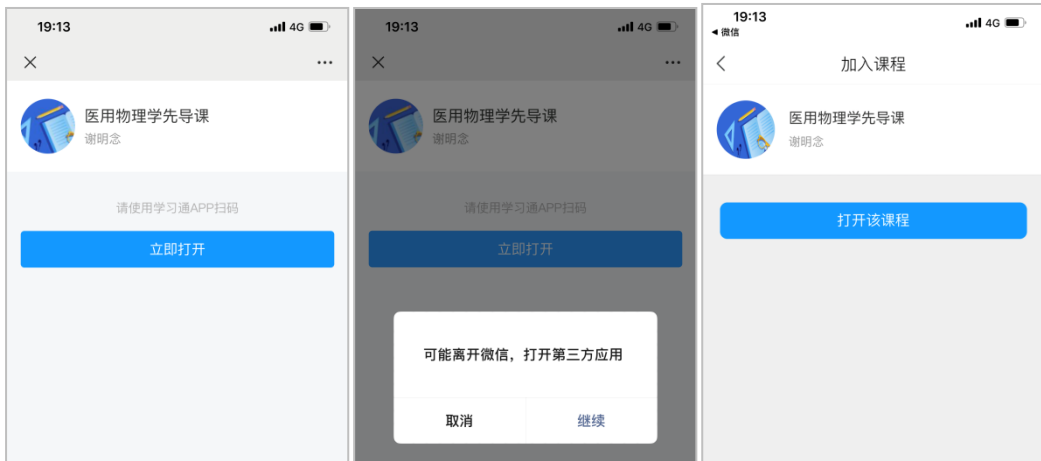 19:13
4G
医用物理学先导课
谢明念
请使用学习通APP扫码
立即打开
19:13
4G
医用物理学先导课
谢明念
请使用学习通APP扫码
立即打开
可能离开微信，打开第三方应用
取消
继续
19:13
4G
微信
加入课程
医用物理学先导课
谢明念
打开该课程